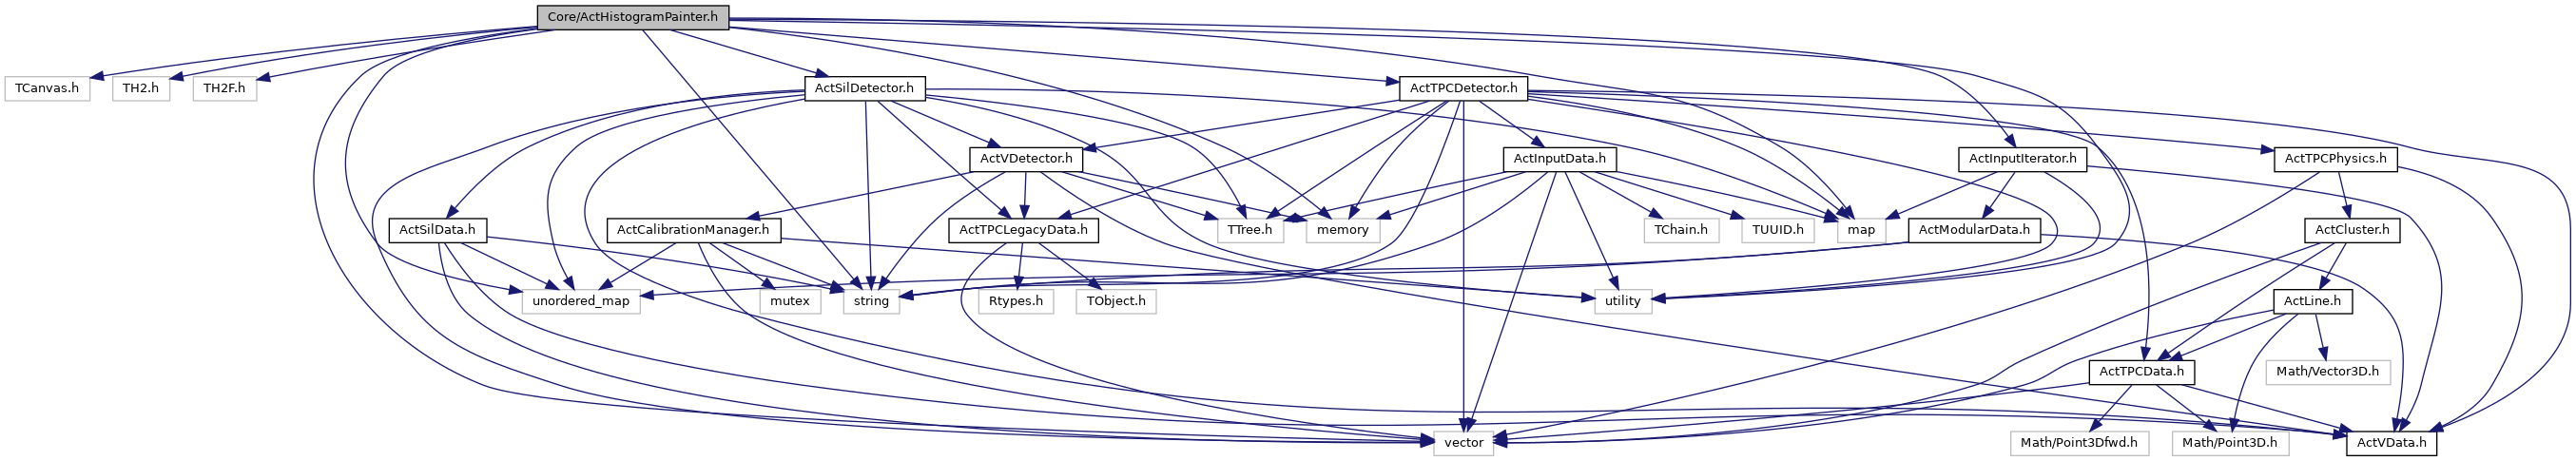 Core/ActHistogramPainter.h
TCanvas.h
TH2.h
TH2F.h
ActSilDetector.h
ActTPCDetector.h
ActVDetector.h
ActInputData.h
ActInputIterator.h
ActTPCPhysics.h
ActSilData.h
ActCalibrationManager.h
ActTPCLegacyData.h
TTree.h
memory
TChain.h
TUUID.h
map
ActModularData.h
ActCluster.h
unordered_map
mutex
string
Rtypes.h
TObject.h
utility
ActLine.h
ActTPCData.h
Math/Vector3D.h
vector
Math/Point3Dfwd.h
Math/Point3D.h
ActVData.h